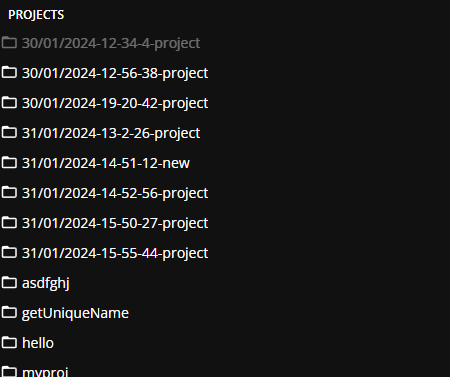 PROJECTS
30/01/2024-12-34-4-project
30/01/2024-12-56-38-project
30/01/2024-19-20-42-project
31/01/2024-13-2-26-project
31/01/2024-14-51-12-new
31/01/2024-14-52-56-project
31/01/2024-15-50-27-project
31/01/2024-15-55-44-project
asdfghj
getUniqueName
hello
myproj